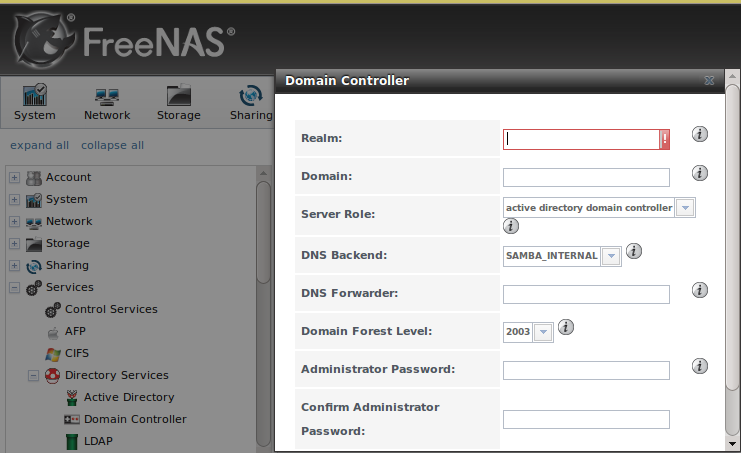 FreeNAS®
System Network Storage Sharing
expand all collapse all
Account
System
Network
Storage
Sharing
Services
Control Services
AFP
CIFS
Directory Services
Active Directory
Domain Controller
LDAP
Domain Controller
Realm:
Domain:
Server Role: active directory domain controller
DNS Backend: SAMBA_INTERNAL
DNS Forwarder:
Domain Forest Level: 2003
Administrator Password:
Confirm Administrator
Password: